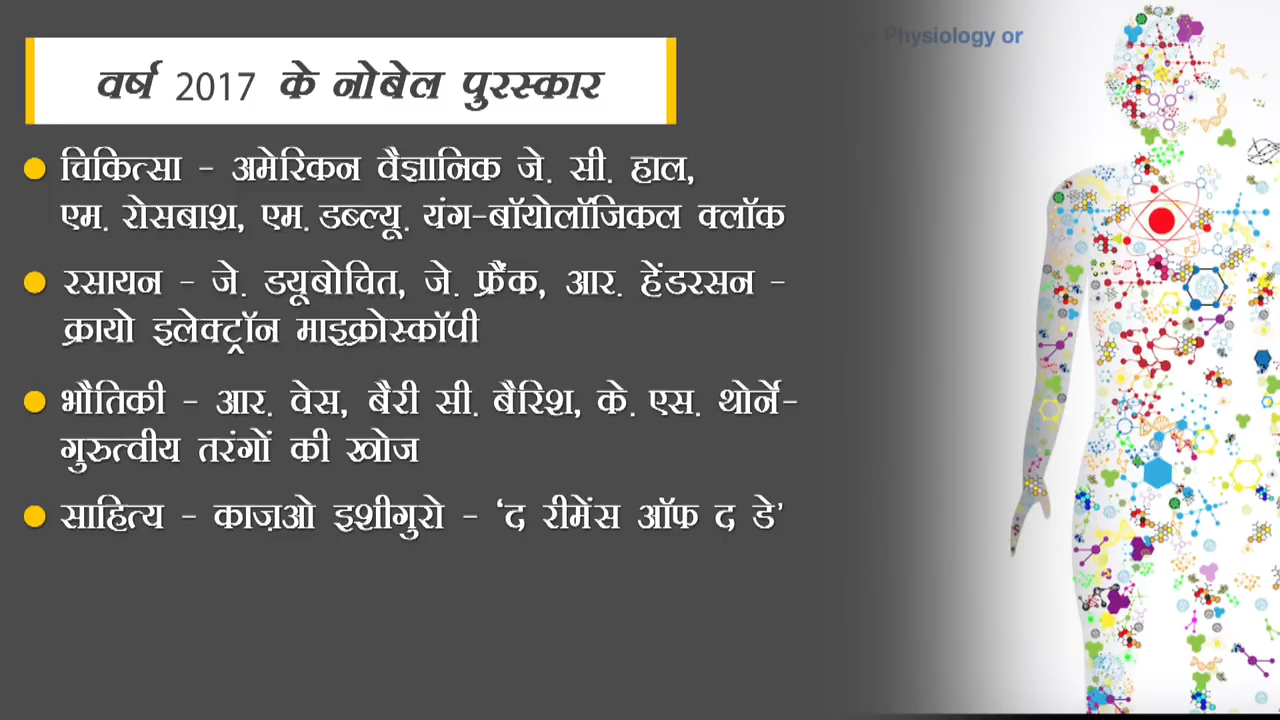 Physiology or
वर्ष 2017 के नोबेल पुरस्कार
चिकित्सा - अमेरिकन वैज्ञानिक जे. सी. हाल,
एम. रोसबाश, एम. डब्ल्यू. यंग-बॉयोलॉजिकल क्लॉक
रसायन - जे. ड्यूबोचित, जे. फ्रैंक, आर. हेंडरसन -
क्रायो इलेक्ट्रॉन माइक्रोस्कॉपी
भौतिकी - आर. वेस, बैरी सी. बैरिश, के. एस. थोर्ने-
गुरुत्वीय तरंगों की खोज
साहित्य - काज़ओ इशीगुरो - ‘द रीमेंस ऑफ द डे’